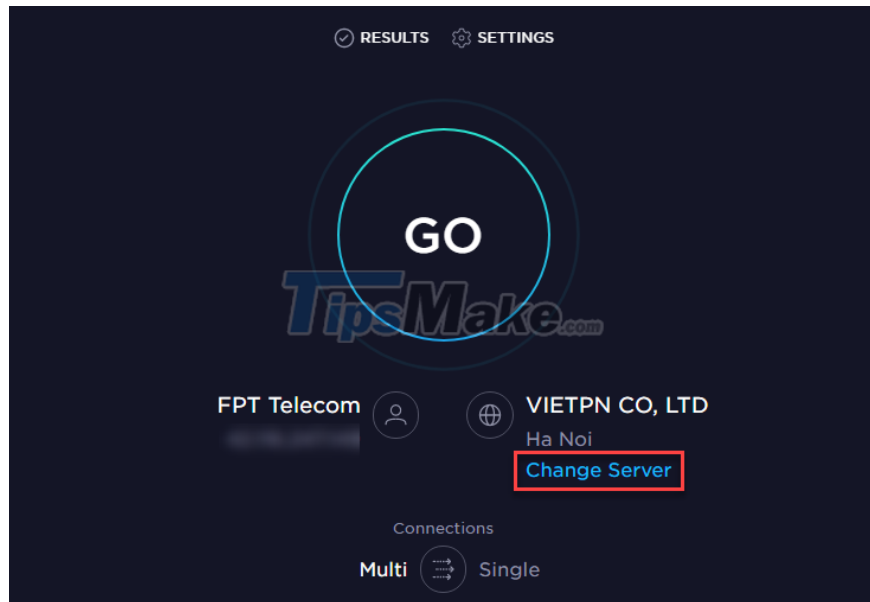 RESULTS SETTINGS
GO
TipsMake.com
FPT Telecom
VIETPN CO, LTD
Ha Noi
Change Server
Connections
Multi Single